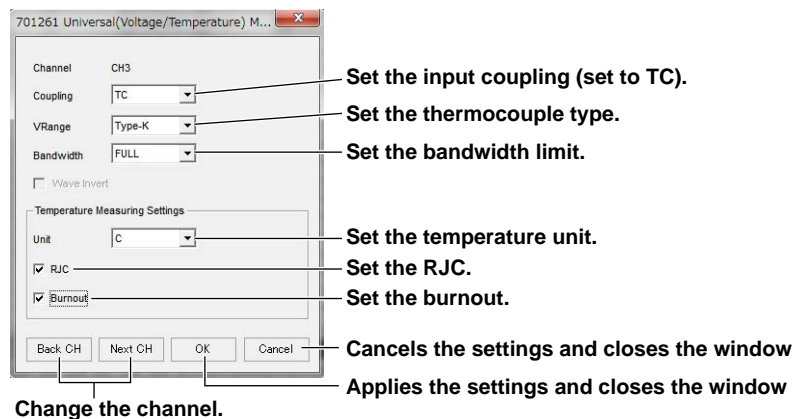 701261 Universal(Voltage/Temperature) M...
Channel CH3
Coupling TC
VRange Type-K
Bandwidth FULL
Wave Invert
Temperature Measuring Settings
Unit C
RJC
Burnout
Back CH Next CH OK Cancel
Set the input coupling (set to TC).
Set the thermocouple type.
Set the bandwidth limit.
Set the temperature unit.
Set the RJC.
Set the burnout.
Cancels the settings and closes the window
Applies the settings and closes the window
Change the channel.